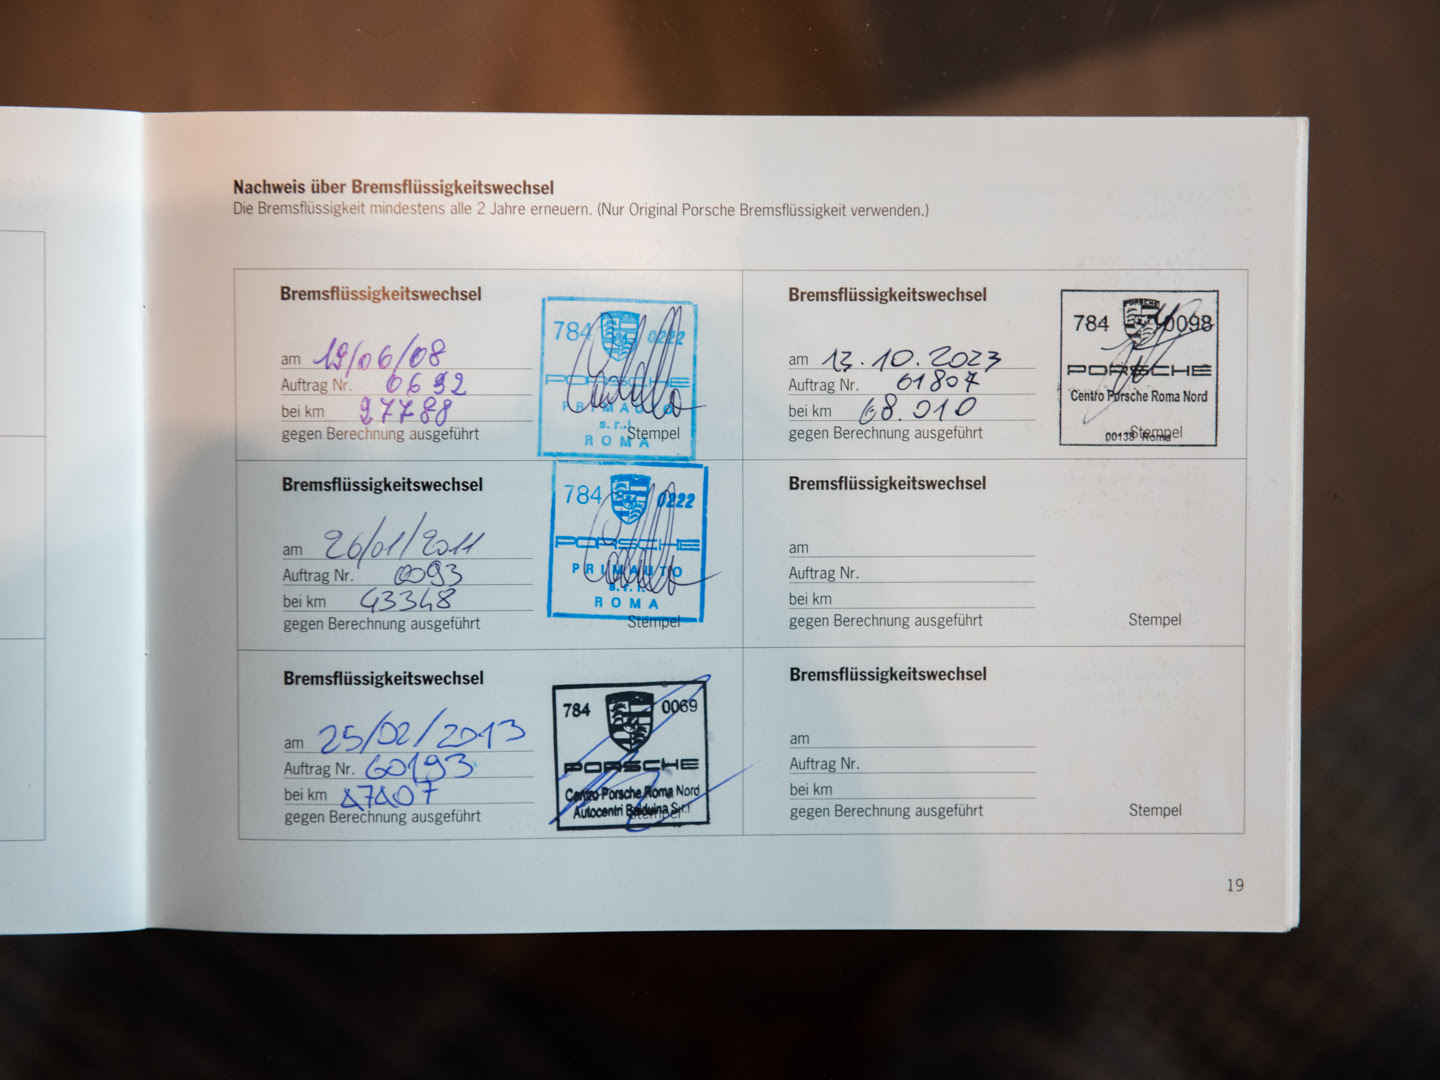 Nachweis über Bremsflüssigkeitswechsel
Die Bremsflüssigkeit mindestens alle 2 Jahre erneuern. (Nur Original Porsche Bremsflüssigkeit verwenden.)
Bremsflüssigkeitswechsel
am 19/06/08
Auftrag Nr. 0692
bei km 27788
gegen Berechnung ausgeführt
784 0222
PORSCHE
PRIMAUTO
s.r.l.
Stempel
ROMA
Bremsflüssigkeitswechsel
am 26/01/2011
Auftrag Nr. 0093
bei km 43348
gegen Berechnung ausgeführt
784 0222
PORSCHE
PRIMAUTO
s.r.l.
ROMA
Stempel
Bremsflüssigkeitswechsel
am 25/02/2013
Auftrag Nr. 60193
bei km 47407
gegen Berechnung ausgeführt
784 0069
PORSCHE
Centro Porsche Roma Nord
Autocentri Balduina S.r.l
Stempel
Bremsflüssigkeitswechsel
am 13.10.2023
Auftrag Nr. 01807
bei km 68.010
gegen Berechnung ausgeführt
PORSCHE
784 0098
PORSCHE
Centro Porsche Roma Nord
Stempel
00138 Roma
Bremsflüssigkeitswechsel
am
Auftrag Nr.
bei km
gegen Berechnung ausgeführt
Stempel
Bremsflüssigkeitswechsel
am
Auftrag Nr.
bei km
gegen Berechnung ausgeführt
Stempel
19